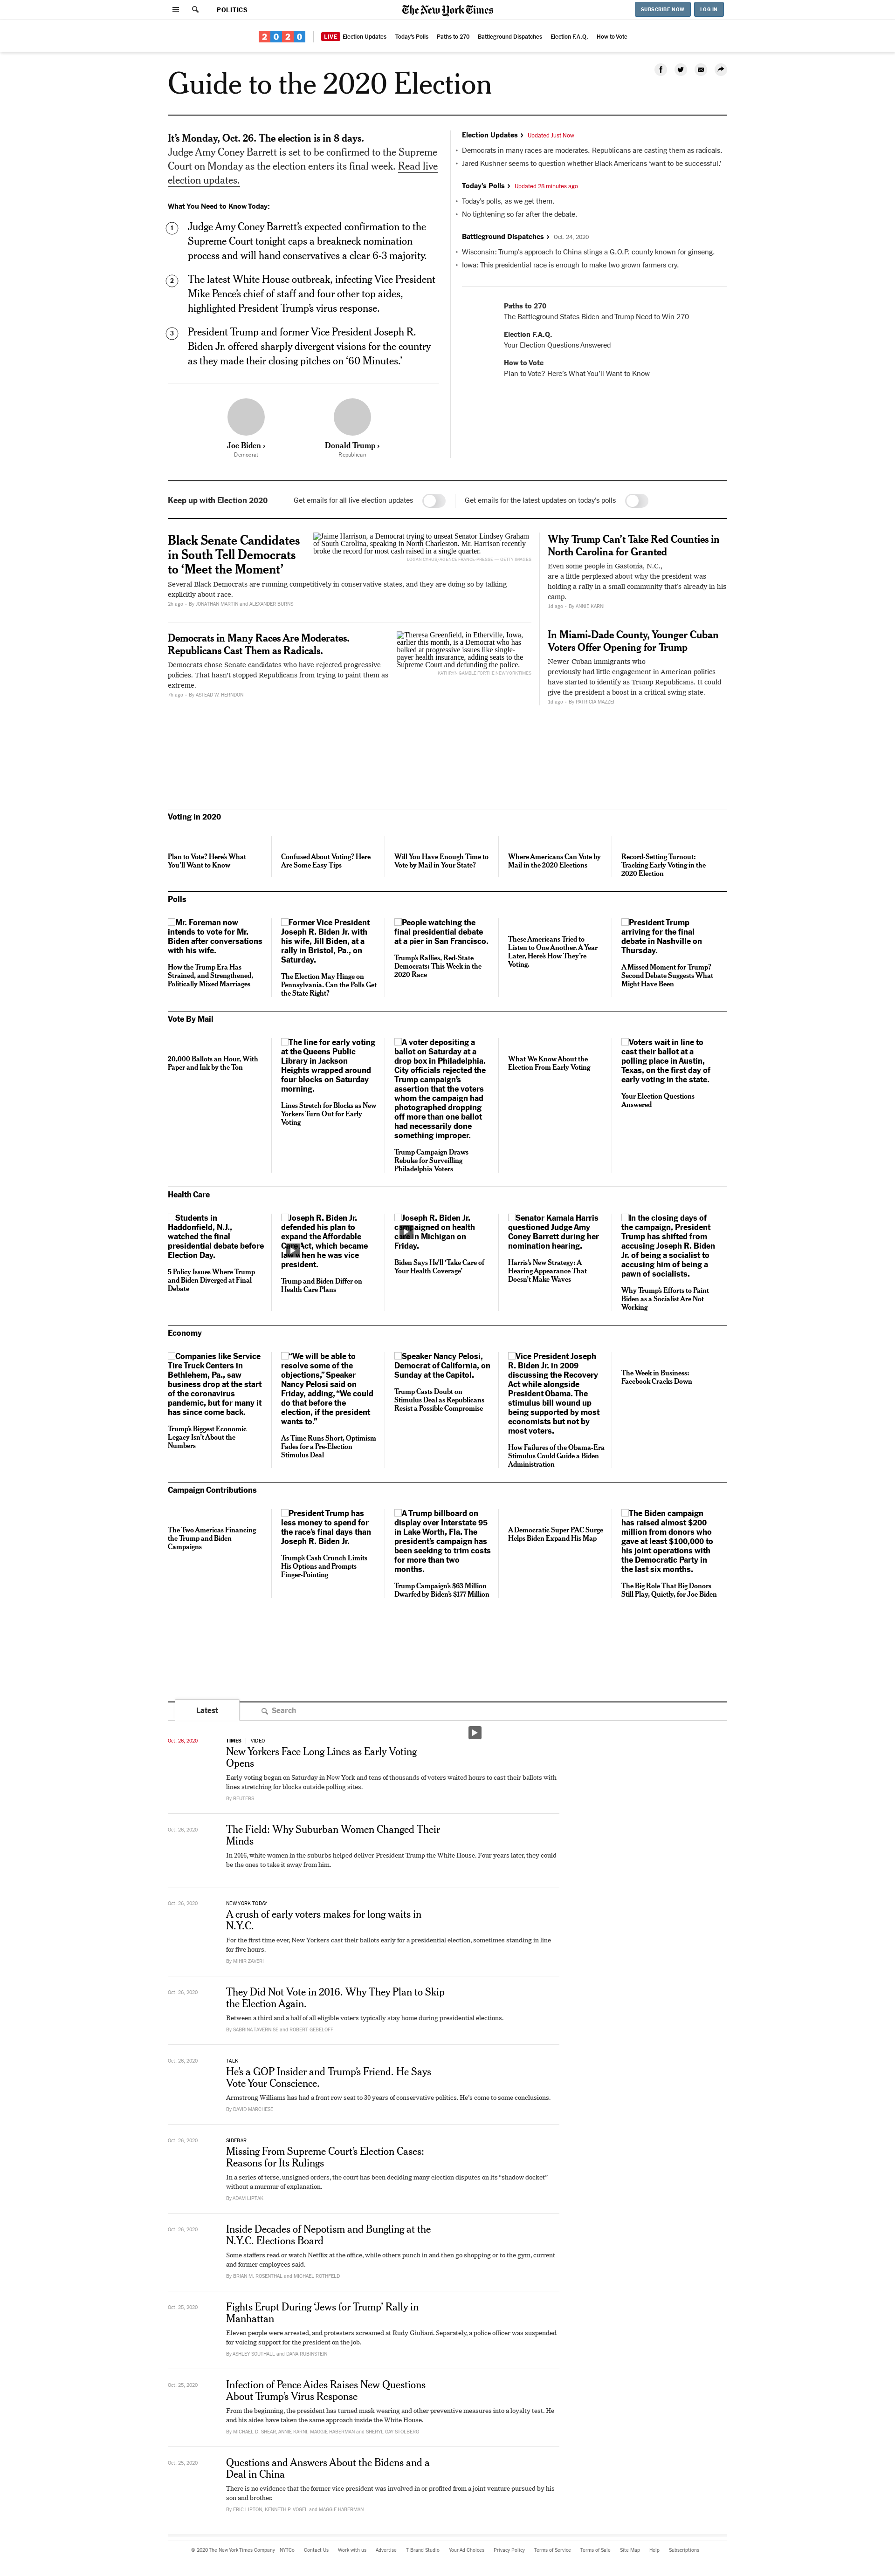 POLITICS
The New York Times
SUBSCRIBE NOW
LOG IN
2020
LIVE Election Updates
Today's Polls
Paths to 270
Battleground Dispatches
Election F.A.Q.
How to Vote
Guide to the 2020 Election
It's Monday, Oct. 26. The election is in 8 days.
Judge Amy Coney Barrett is set to be confirmed to the Supreme
Court on Monday as the election enters its final week. Read live
election updates.
What You Need to Know Today:
1 Judge Amy Coney Barrett's expected confirmation to the
Supreme Court tonight caps a breakneck nomination
process and will hand conservatives a clear 6-3 majority.
2 The latest White House outbreak, infecting Vice President
Mike Pence's chief of staff and four other top aides,
highlighted President Trump's virus response.
3 President Trump and former Vice President Joseph R.
Biden Jr. offered sharply divergent visions for the country
as they made their closing pitches on '60 Minutes.'
Joe Biden ›
Democrat
Donald Trump ›
Republican
Election Updates › Updated Just Now
• Democrats in many races are moderates. Republicans are casting them as radicals.
• Jared Kushner seems to question whether Black Americans 'want to be successful.'
Today's Polls › Updated 28 minutes ago
• Today's polls, as we get them.
• No tightening so far after the debate.
Battleground Dispatches › Oct. 24, 2020
• Wisconsin: Trump's approach to China stings a G.O.P. county known for ginseng.
• Iowa: This presidential race is enough to make two grown farmers cry.
Paths to 270
The Battleground States Biden and Trump Need to Win 270
Election F.A.Q.
Your Election Questions Answered
How to Vote
Plan to Vote? Here's What You'll Want to Know
Keep up with Election 2020
Get emails for all live election updates
Get emails for the latest updates on today's polls
Black Senate Candidates
in South Tell Democrats
to 'Meet the Moment'
Jaime Harrison, a Democrat trying to unseat Senator Lindsey Graham
of South Carolina, speaking in North Charleston. Mr. Harrison recently
broke the record for most cash raised in a single quarter.
LOGAN CYRUS/AGENCE FRANCE-PRESSE — GETTY IMAGES
Several Black Democrats are running competitively in conservative states, and they are doing so by talking
explicitly about race.
2h ago – By JONATHAN MARTIN and ALEXANDER BURNS
Democrats in Many Races Are Moderates.
Republicans Cast Them as Radicals.
Democrats chose Senate candidates who have rejected progressive
policies. That hasn't stopped Republicans from trying to paint them as
extreme.
7h ago – By ASTEAD W. HERNDON
Theresa Greenfield, in Etherville, Iowa,
earlier this month, is a Democrat who has
balked at progressive issues like single-
payer health insurance, adding seats to the
Supreme Court and defunding the police.
KATHRYN GAMBLE FOR THE NEW YORK TIMES
Why Trump Can't Take Red Counties in
North Carolina for Granted
Even some people in Gastonia, N.C.,
are a little perplexed about why the president was
holding a rally in a small community that's already in his
camp.
1d ago – By ANNIE KARNI
In Miami-Dade County, Younger Cuban
Voters Offer Opening for Trump
Newer Cuban immigrants who
previously had little engagement in American politics
have started to identify as Trump Republicans. It could
give the president a boost in a critical swing state.
1d ago – By PATRICIA MAZZEI
Voting in 2020
Plan to Vote? Here's What
You'll Want to Know
Confused About Voting? Here
Are Some Easy Tips
Will You Have Enough Time to
Vote by Mail in Your State?
Where Americans Can Vote by
Mail in the 2020 Elections
Record-Setting Turnout:
Tracking Early Voting in the
2020 Election
Polls
Mr. Foreman now
intends to vote for Mr.
Biden after conversations
with his wife.
How the Trump Era Has
Strained, and Strengthened,
Politically Mixed Marriages
Former Vice President
Joseph R. Biden Jr. with
his wife, Jill Biden, at a
rally in Bristol, Pa., on
Saturday.
The Election May Hinge on
Pennsylvania. Can the Polls Get
the State Right?
People watching the
final presidential debate
at a pier in San Francisco.
Trump's Rallies, Red-State
Democrats: This Week in the
2020 Race
These Americans Tried to
Listen to One Another. A Year
Later, Here's How They're
Voting.
President Trump
arriving for the final
debate in Nashville on
Thursday.
A Missed Moment for Trump?
Second Debate Suggests What
Might Have Been
Vote By Mail
20,000 Ballots an Hour, With
Paper and Ink by the Ton
The line for early voting
at the Queens Public
Library in Jackson
Heights wrapped around
four blocks on Saturday
morning.
Lines Stretch for Blocks as New
Yorkers Turn Out for Early
Voting
A voter depositing a
ballot on Saturday at a
drop box in Philadelphia.
City officials rejected the
Trump campaign's
assertion that the voters
whom the campaign had
photographed dropping
off more than one ballot
had necessarily done
something improper.
Trump Campaign Draws
Rebuke for Surveilling
Philadelphia Voters
What We Know About the
Election From Early Voting
Voters wait in line to
cast their ballot at a
polling place in Austin,
Texas, on the first day of
early voting in the state.
Your Election Questions
Answered
Health Care
Students in
Haddonfield, N.J.,
watched the final
presidential debate before
Election Day.
5 Policy Issues Where Trump
and Biden Diverged at Final
Debate
Joseph R. Biden Jr.
defended his plan to
expand the Affordable
Care Act, which became
law when he was vice
president.
Trump and Biden Differ on
Health Care Plans
Joseph R. Biden Jr.
campaigned on health
care in Michigan on
Friday.
Biden Says He'll 'Take Care of
Your Health Coverage'
Senator Kamala Harris
questioned Judge Amy
Coney Barrett during her
nomination hearing.
Harris's New Strategy: A
Hearing Appearance That
Doesn't Make Waves
In the closing days of
the campaign, President
Trump has shifted from
accusing Joseph R. Biden
Jr. of being a socialist to
accusing him of being a
pawn of socialists.
Why Trump's Efforts to Paint
Biden as a Socialist Are Not
Working
Economy
Companies like Service
Tire Truck Centers in
Bethlehem, Pa., saw
business drop at the start
of the coronavirus
pandemic, but for many it
has since come back.
Trump's Biggest Economic
Legacy Isn't About the
Numbers
"We will be able to
resolve some of the
objections," Speaker
Nancy Pelosi said on
Friday, adding, "We could
do that before the
election, if the president
wants to."
As Time Runs Short, Optimism
Fades for a Pre-Election
Stimulus Deal
Speaker Nancy Pelosi,
Democrat of California, on
Sunday at the Capitol.
Trump Casts Doubt on
Stimulus Deal as Republicans
Resist a Possible Compromise
Vice President Joseph
R. Biden Jr. in 2009
discussing the Recovery
Act while alongside
President Obama. The
stimulus bill wound up
being supported by most
economists but not by
most voters.
How Failures of the Obama-Era
Stimulus Could Guide a Biden
Administration
The Week in Business:
Facebook Cracks Down
Campaign Contributions
The Two Americas Financing
the Trump and Biden
Campaigns
President Trump has
less money to spend for
the race's final days than
Joseph R. Biden Jr.
Trump's Cash Crunch Limits
His Options and Prompts
Finger-Pointing
A Trump billboard on
display over Interstate 95
in Lake Worth, Fla. The
president's campaign has
been seeking to trim costs
for more than two
months.
Trump Campaign's $63 Million
Dwarfed by Biden's $177 Million
A Democratic Super PAC Surge
Helps Biden Expand His Map
The Biden campaign
has raised almost $200
million from donors who
gave at least $100,000 to
his joint operations with
the Democratic Party in
the last six months.
The Big Role That Big Donors
Still Play, Quietly, for Joe Biden
Latest
Search
Oct. 26, 2020
TIMES | VIDEO
New Yorkers Face Long Lines as Early Voting
Opens
Early voting began on Saturday in New York and tens of thousands of voters waited hours to cast their ballots with
lines stretching for blocks outside polling sites.
By REUTERS
Oct. 26, 2020
The Field: Why Suburban Women Changed Their
Minds
In 2016, white women in the suburbs helped deliver President Trump the White House. Four years later, they could
be the ones to take it away from him.
Oct. 26, 2020
NEW YORK TODAY
A crush of early voters makes for long waits in
N.Y.C.
For the first time ever, New Yorkers cast their ballots early for a presidential election, sometimes standing in line
for five hours.
By MIHIR ZAVERI
Oct. 26, 2020
They Did Not Vote in 2016. Why They Plan to Skip
the Election Again.
Between a third and a half of all eligible voters typically stay home during presidential elections.
By SABRINA TAVERNISE and ROBERT GEBELOFF
Oct. 26, 2020
TALK
He's a GOP Insider and Trump's Friend. He Says
Vote Your Conscience.
Armstrong Williams has had a front row seat to 30 years of conservative politics. He's come to some conclusions.
By DAVID MARCHESE
Oct. 26, 2020
SIDEBAR
Missing From Supreme Court's Election Cases:
Reasons for Its Rulings
In a series of terse, unsigned orders, the court has been deciding many election disputes on its "shadow docket"
without a murmur of explanation.
By ADAM LIPTAK
Oct. 26, 2020
Inside Decades of Nepotism and Bungling at the
N.Y.C. Elections Board
Some staffers read or watch Netflix at the office, while others punch in and then go shopping or to the gym, current
and former employees said.
By BRIAN M. ROSENTHAL and MICHAEL ROTHFELD
Oct. 25, 2020
Fights Erupt During 'Jews for Trump' Rally in
Manhattan
Eleven people were arrested, and protesters screamed at Rudy Giuliani. Separately, a police officer was suspended
for voicing support for the president on the job.
By ASHLEY SOUTHALL and DANA RUBINSTEIN
Oct. 25, 2020
Infection of Pence Aides Raises New Questions
About Trump's Virus Response
From the beginning, the president has turned mask wearing and other preventive measures into a loyalty test. He
and his aides have taken the same approach inside the White House.
By MICHAEL D. SHEAR, ANNIE KARNI, MAGGIE HABERMAN and SHERYL GAY STOLBERG
Oct. 25, 2020
Questions and Answers About the Bidens and a
Deal in China
There is no evidence that the former vice president was involved in or profited from a joint venture pursued by his
son and brother.
By ERIC LIPTON, KENNETH P. VOGEL and MAGGIE HABERMAN
© 2020 The New York Times Company
NYTCo
Contact Us
Work with us
Advertise
T Brand Studio
Your Ad Choices
Privacy Policy
Terms of Service
Terms of Sale
Site Map
Help
Subscriptions